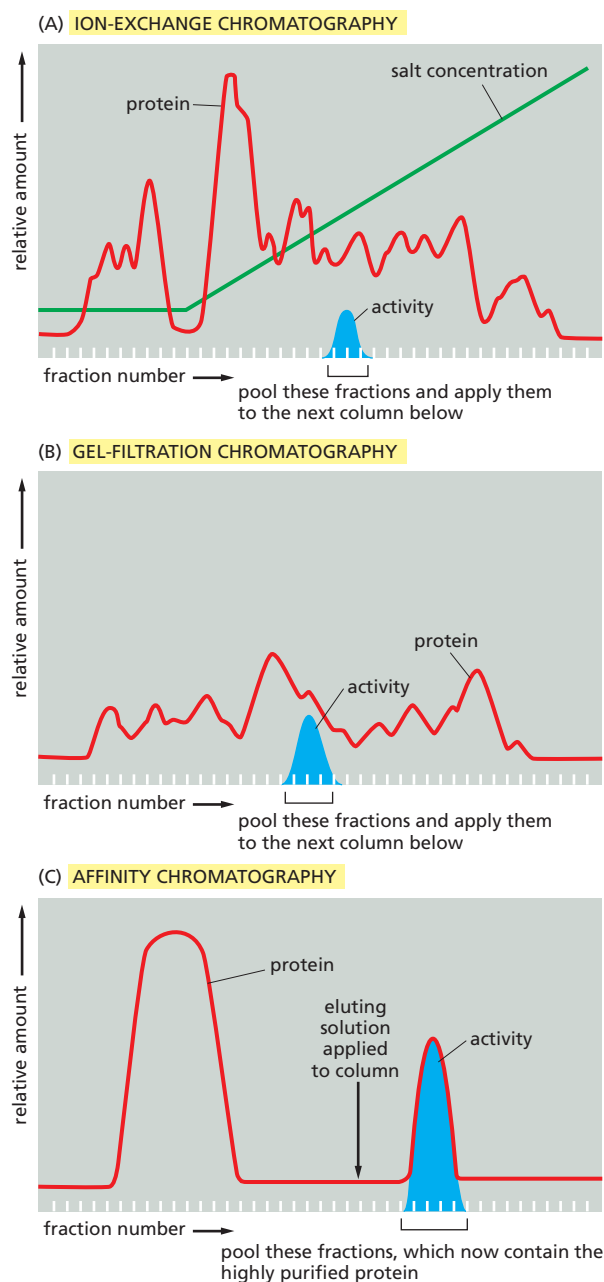 (A) ION-EXCHANGE CHROMATOGRAPHY
relative amount
protein
salt concentration
activity
fraction number
pool these fractions and apply them
to the next column below
(B) GEL-FILTRATION CHROMATOGRAPHY
relative amount
protein
activity
fraction number
pool these fractions and apply them
to the next column below
(C) AFFINITY CHROMATOGRAPHY
relative amount
protein
eluting
solution
applied
to column
activity
fraction number
pool these fractions, which now contain the
highly purified protein